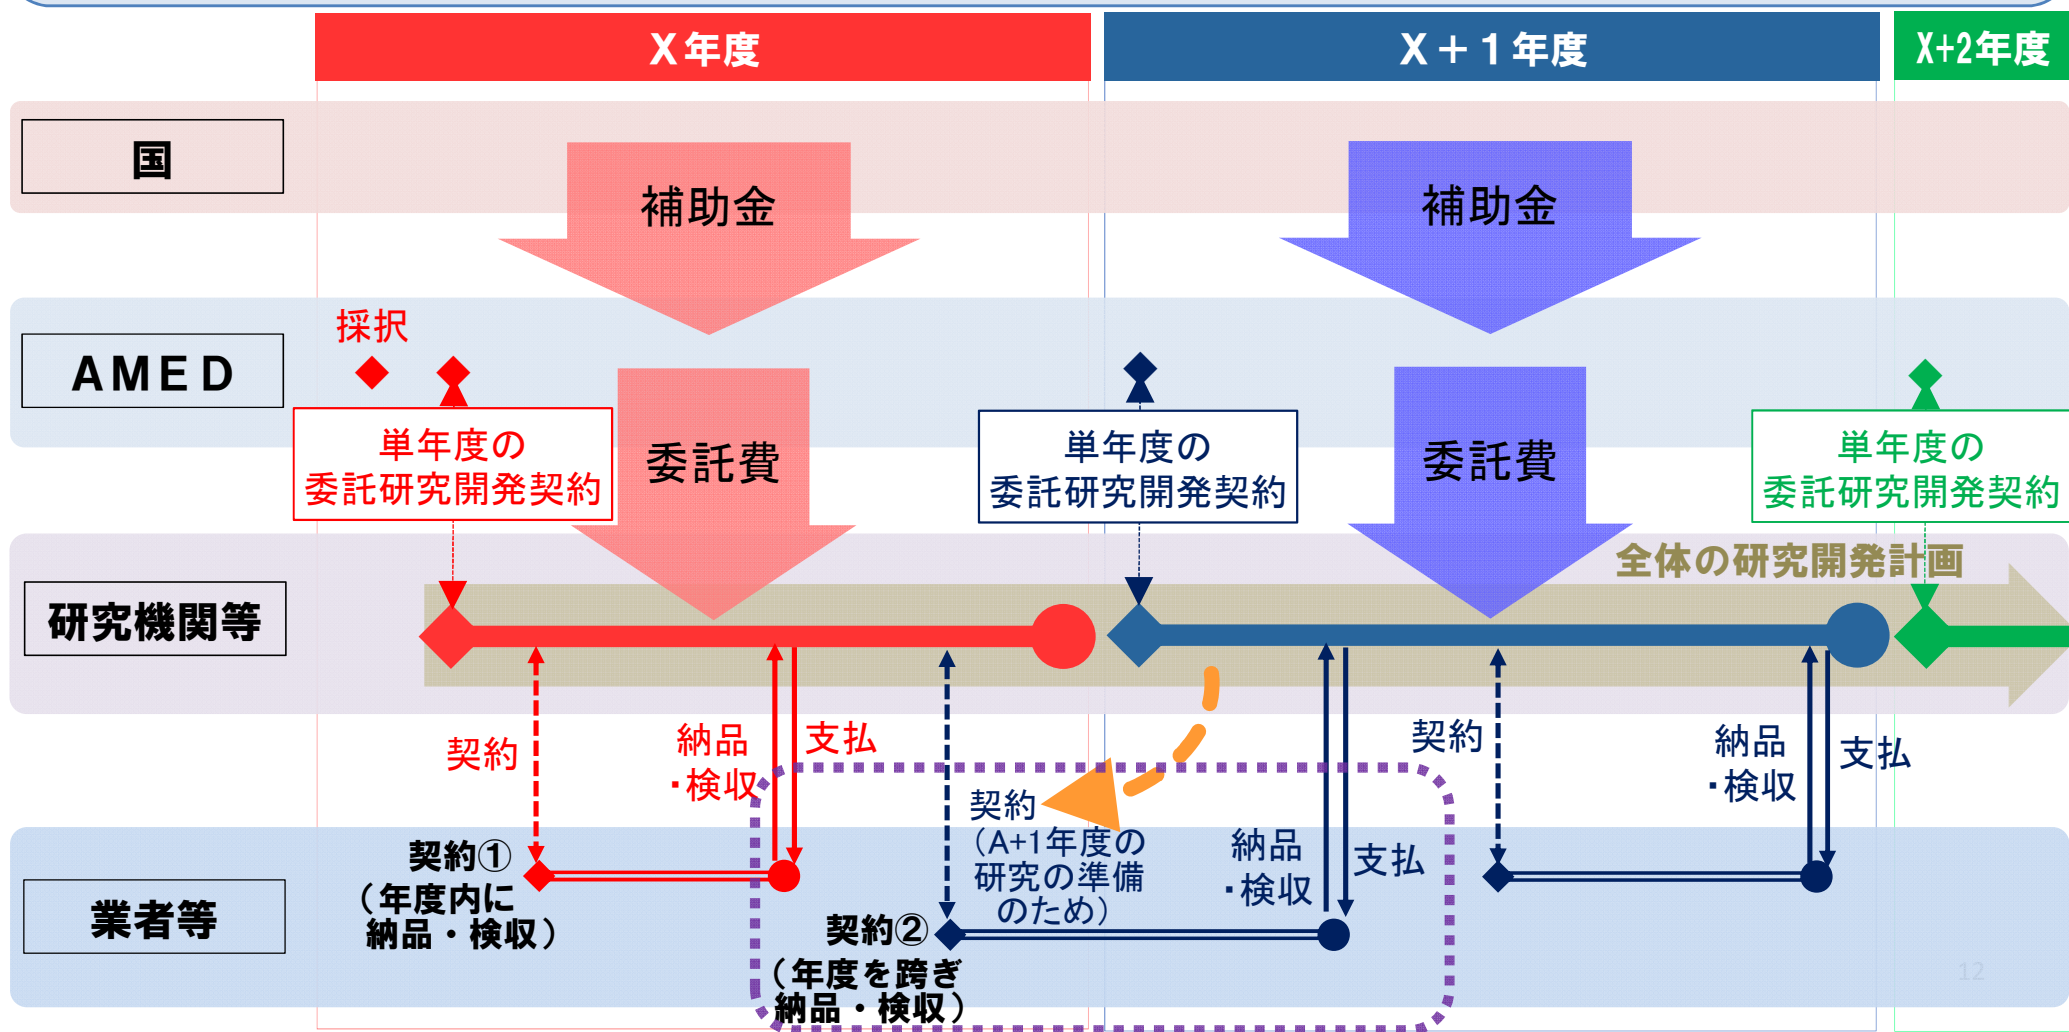 X年度
X+1年度
X+2年度
国
補助金
補助金
AMED
採択
単年度の
委託研究開発契約
委託費
単年度の
委託研究開発契約
委託費
単年度の
委託研究開発契約
全体の研究開発計画
研究機関等
契約
納品
・検収
支払
契約
(A+1年度の
研究の準備
のため)
納品
・検収
支払
契約
納品
・検収
支払
業者等
契約①
(年度内に
納品・検収)
契約②
(年度を跨ぎ
納品・検収)
12